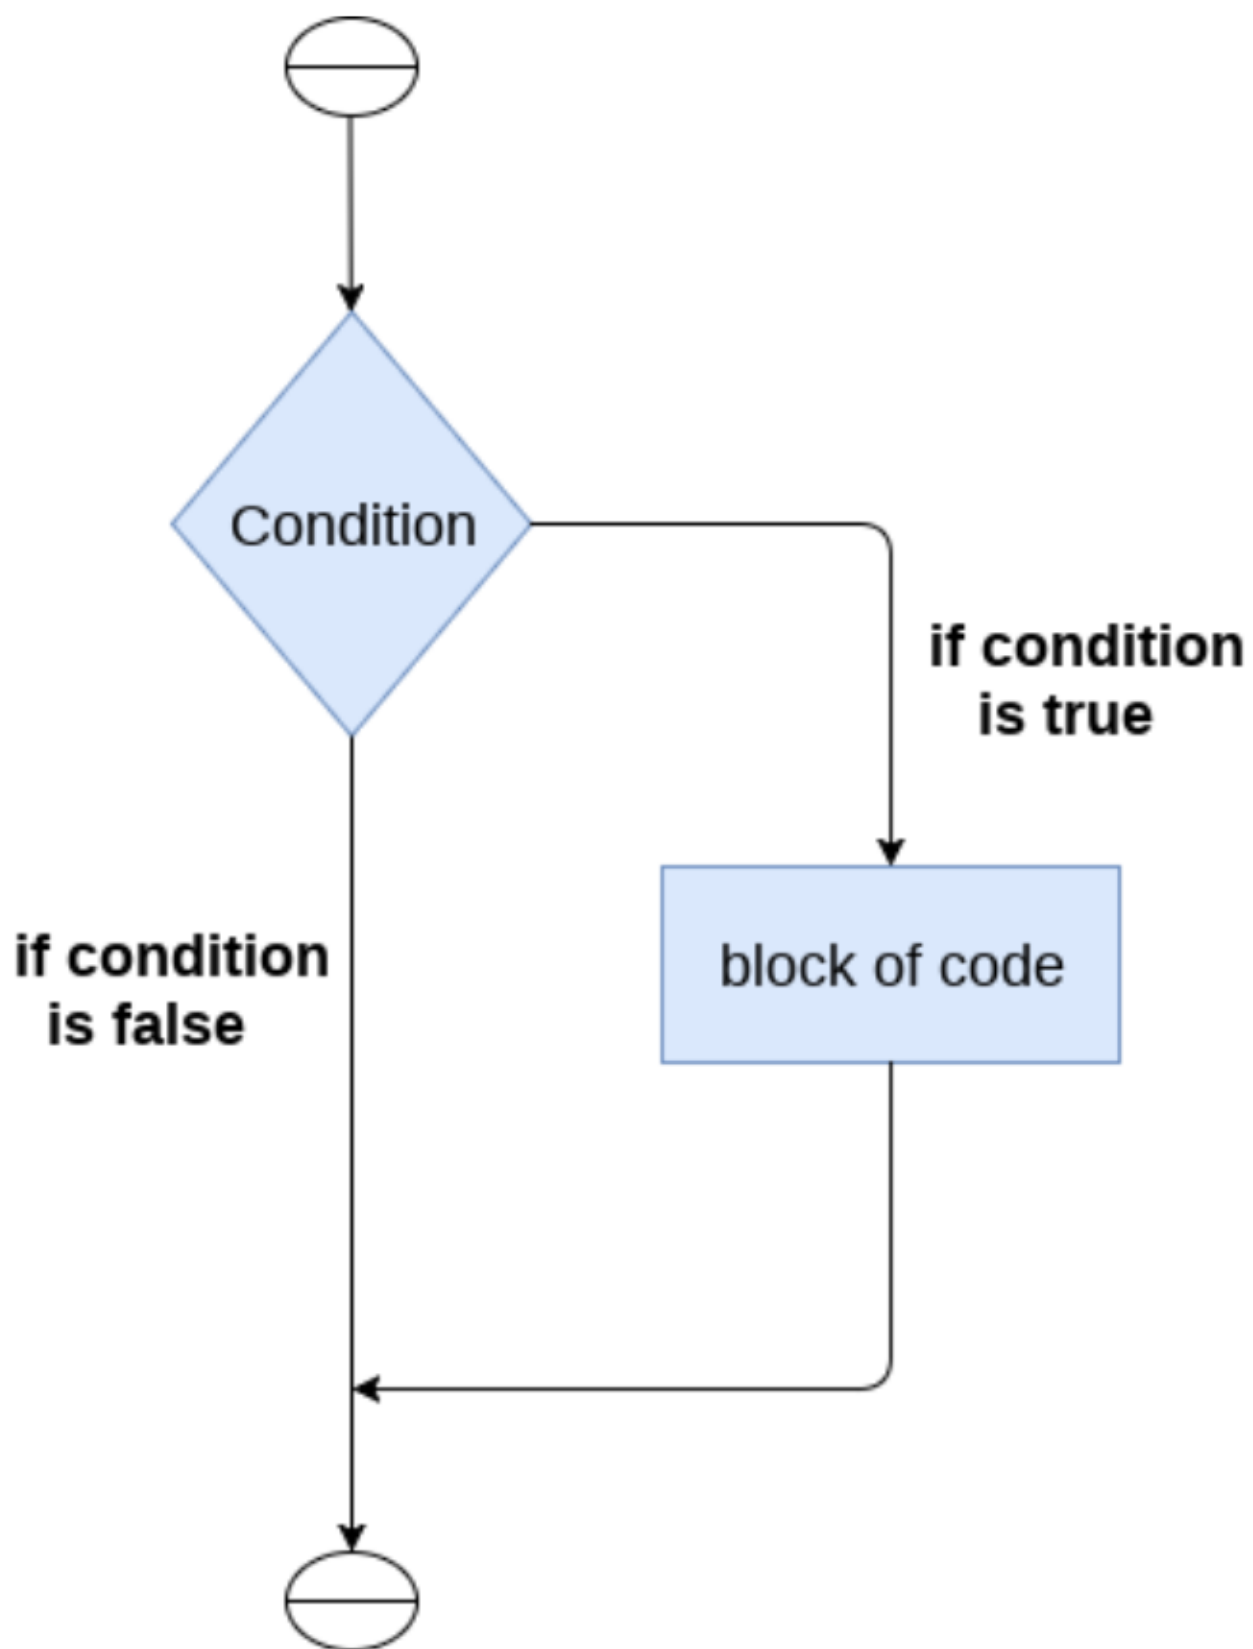 Condition
if condition
is true
if condition
is false
block of code